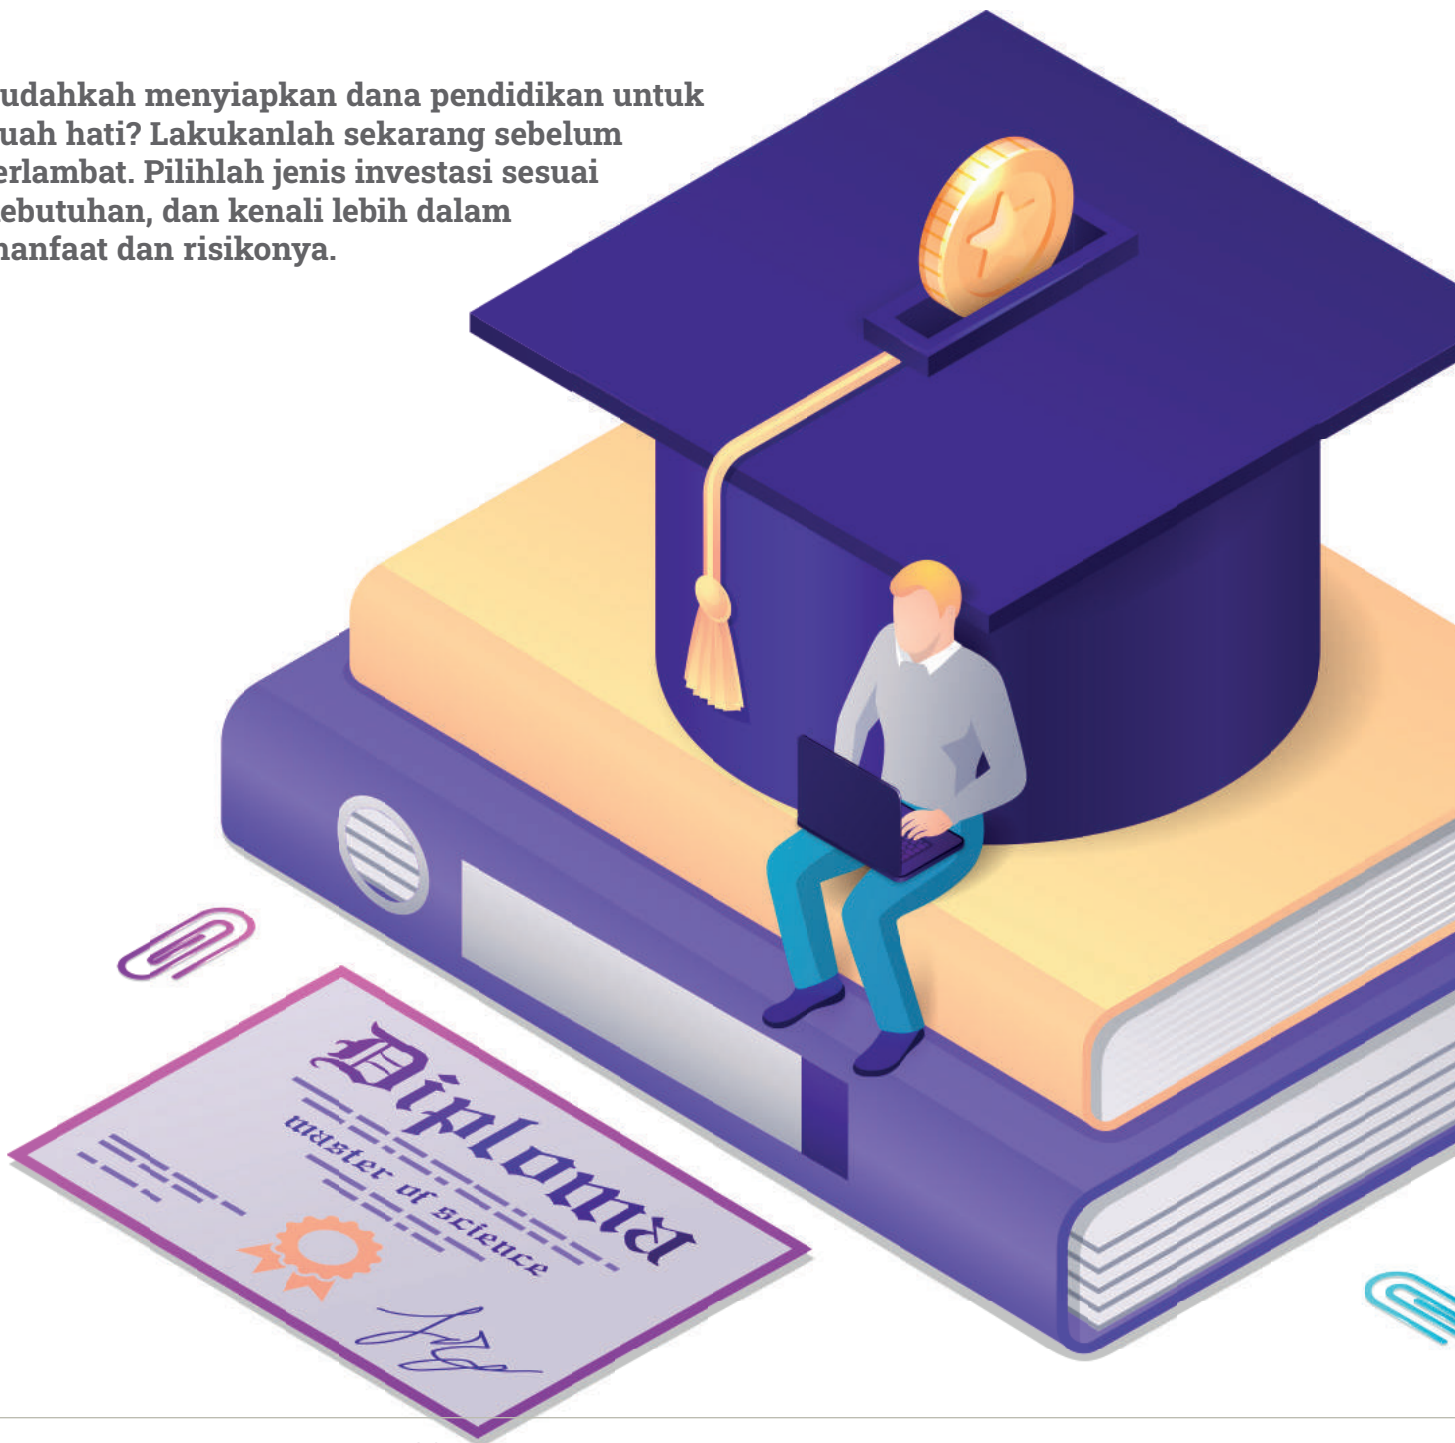 udahkah menyiapkan dana pendidikan untuk
uah hati? Lakukanlah sekarang sebelum
erlambat. Pilihlah jenis investasi sesuai
ebutuhan, dan kenali lebih dalam
anfaat dan risikonya.
Diploma
master of science